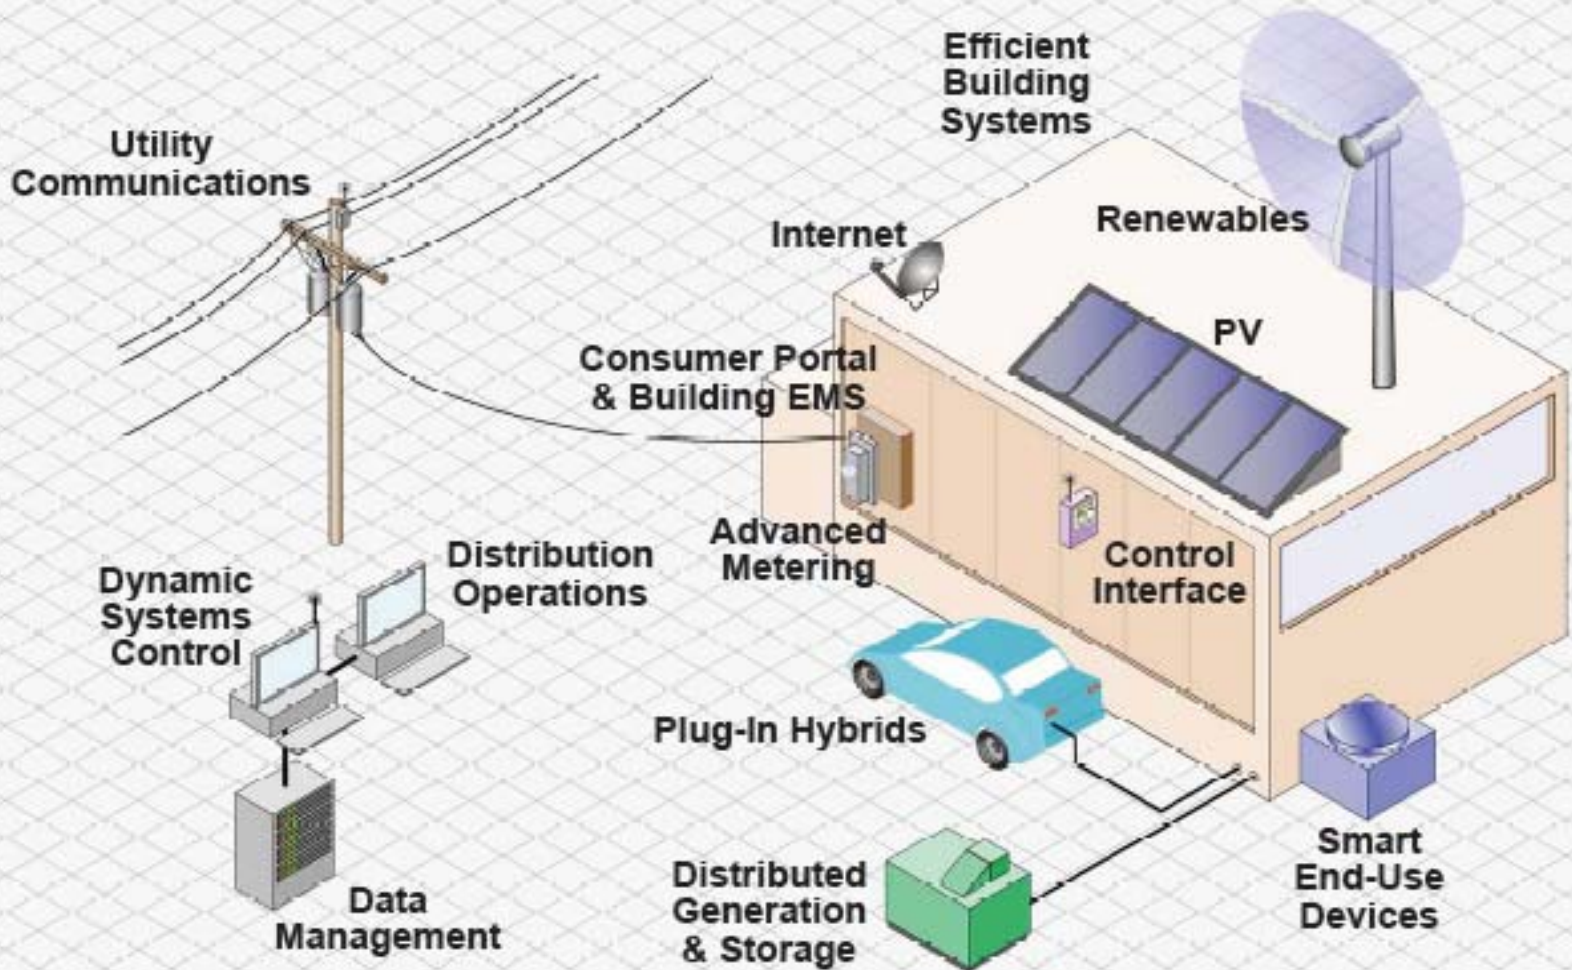 Efficient
Building
Systems
Utility
Communications
Internet
Renewables
PV
Consumer Portal
& Building EMS
Advanced
Metering
Control
Interface
Dynamic
Systems
Control
Distribution
Operations
Plug-In Hybrids
Data
Management
Distributed
Generation
& Storage
Smart
End-Use
Devices